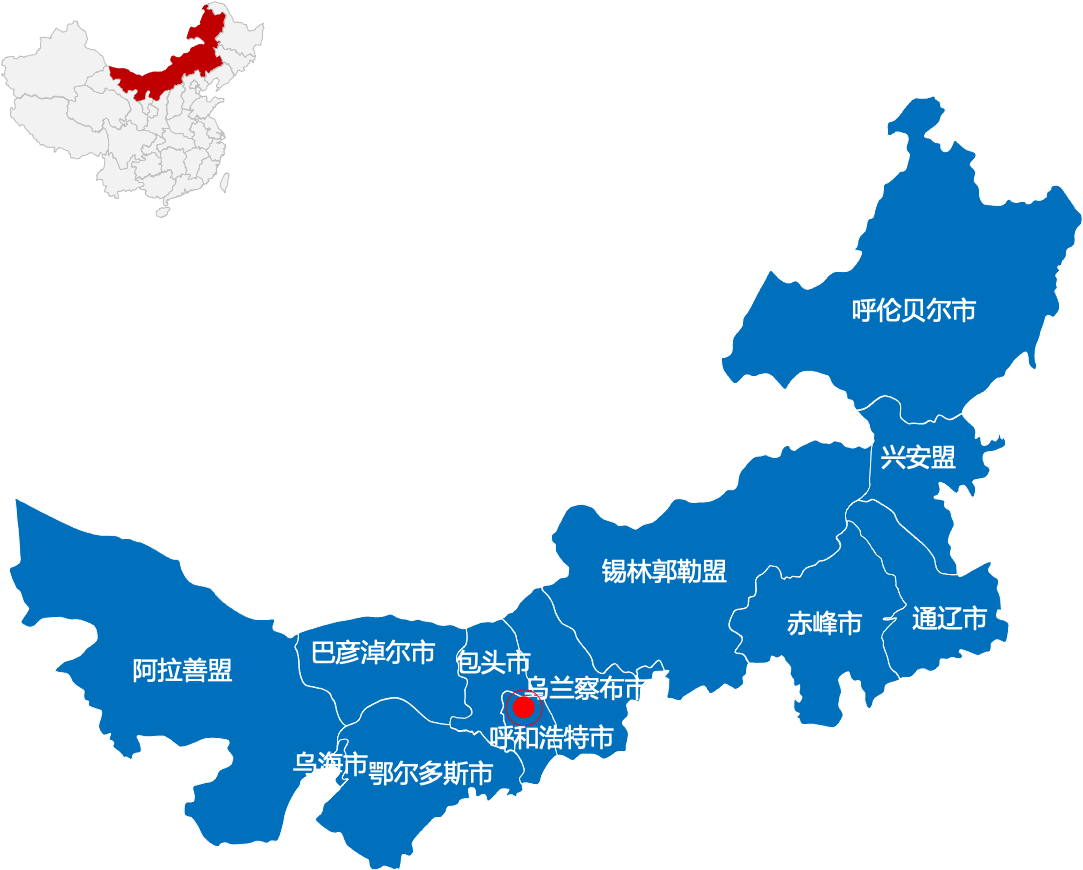 呼伦贝尔市
兴安盟
锡林郭勒盟
赤峰市
通辽市
巴彦淖尔市
包头市
阿拉善盟
乌兰察布市
呼和浩特市
乌海市
鄂尔多斯市